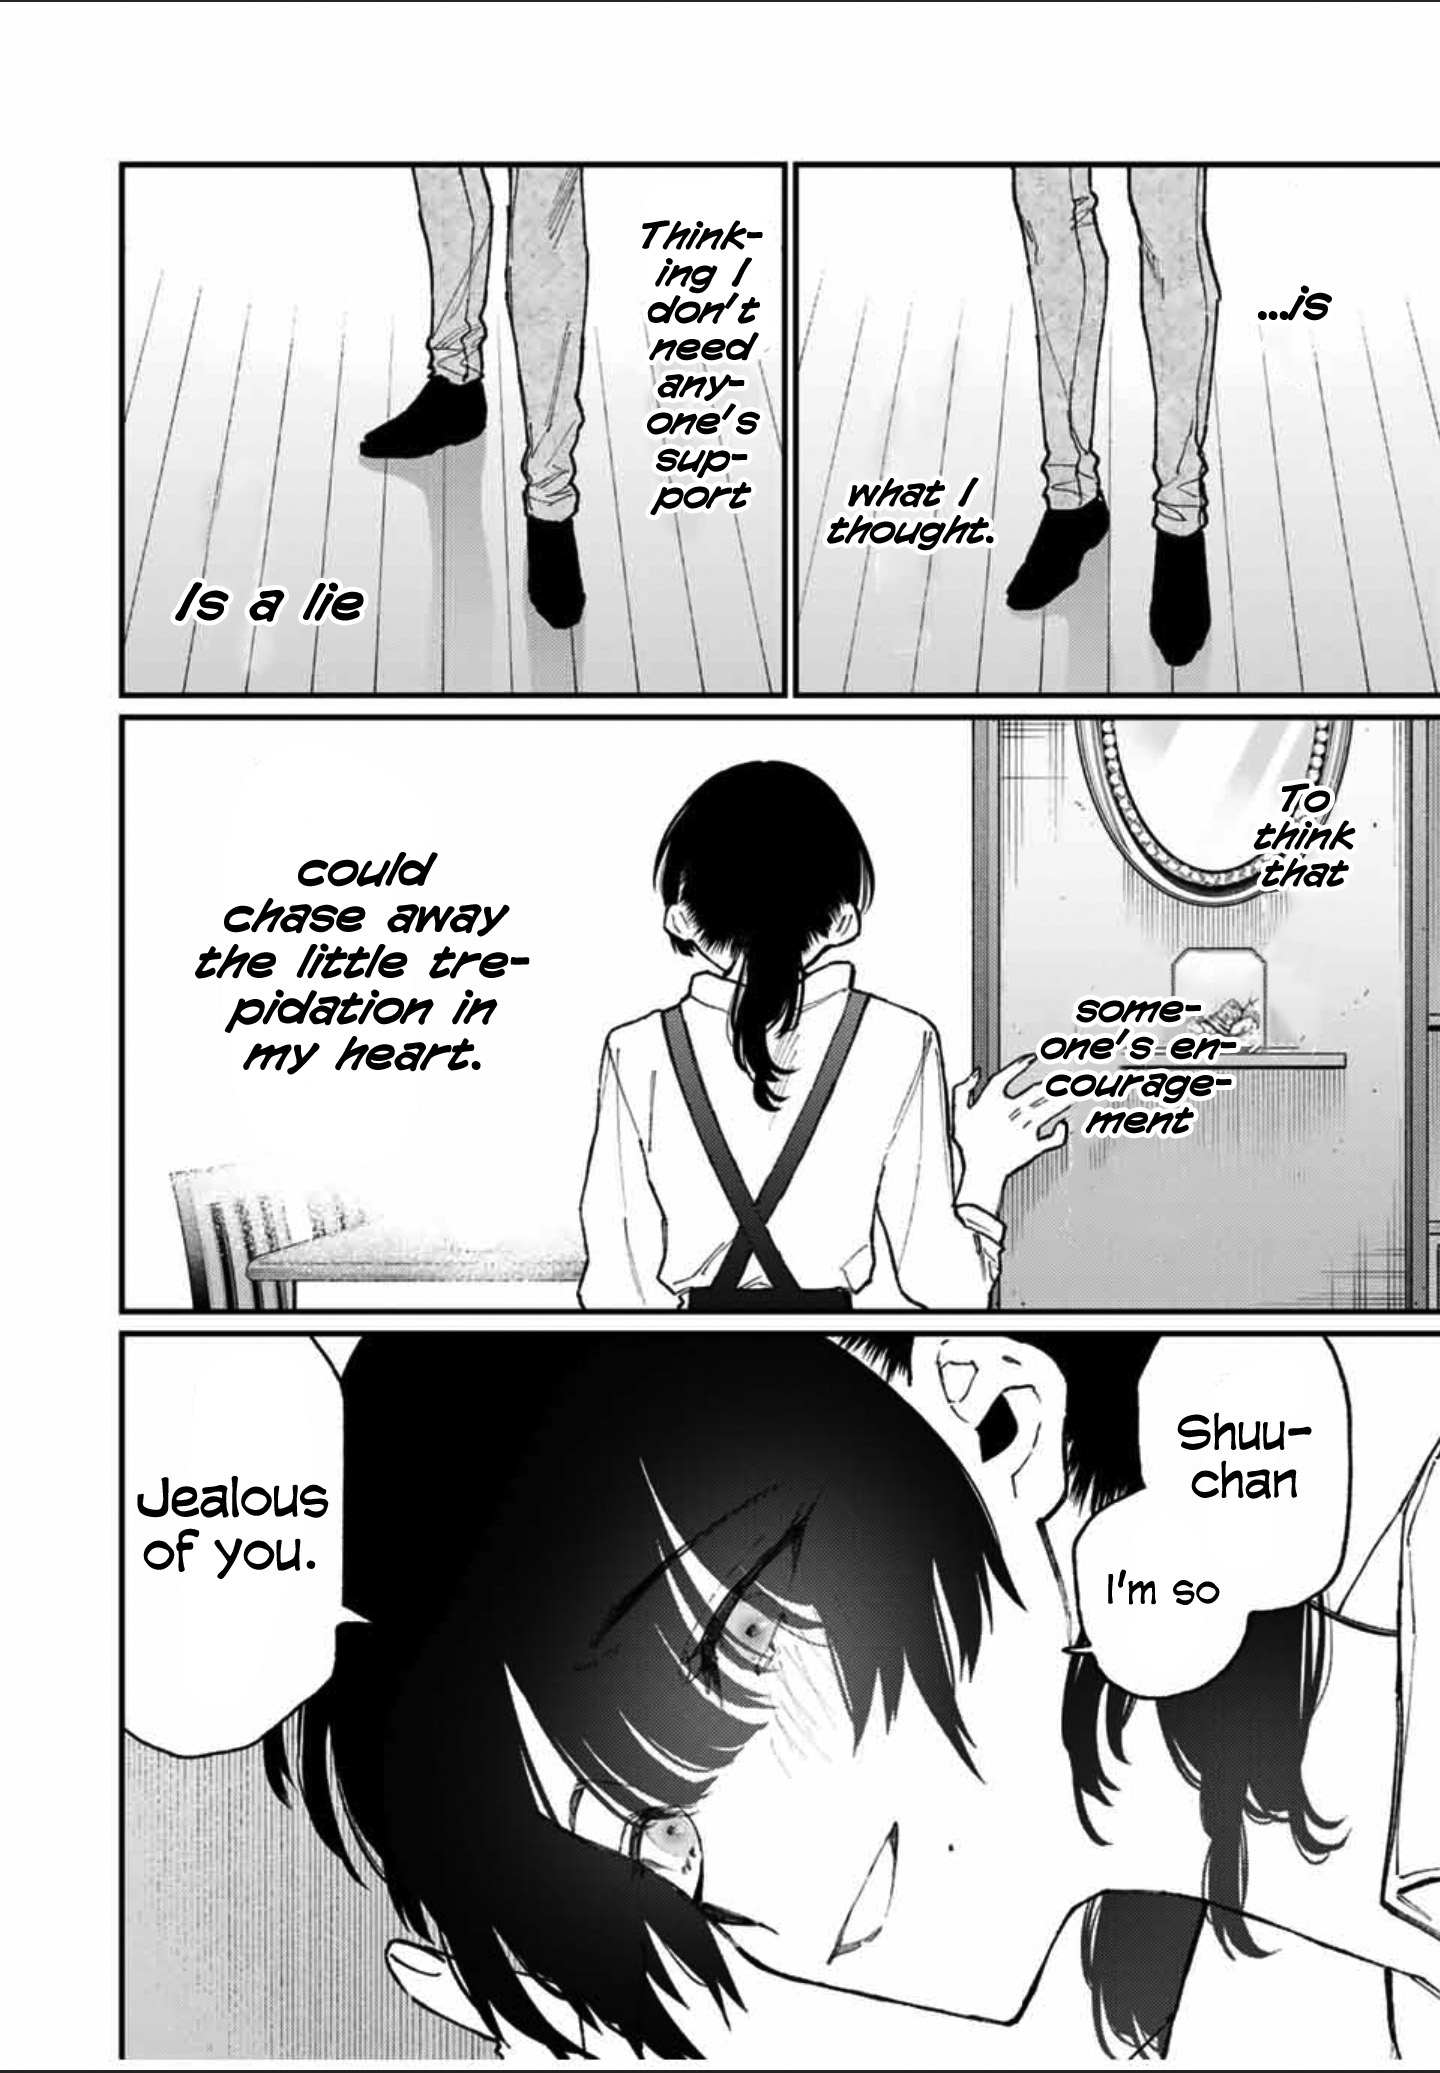 ...is
what I
thought.
Think-
ing I
don't
need
any-
one's
sup-
port
Is a lie
To
think
that
some-
one's en-
courage-
ment
could
chase away
the little tre-
pidation in
my heart.
Shuu-
chan
I'm so
Jealous
of you.